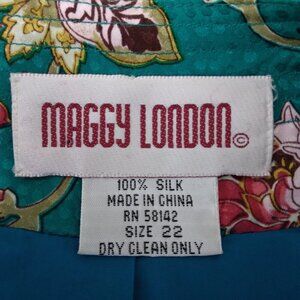 MAGGY LONDON©
100% SILK
MADE IN CHINA
RN 58142
SIZE 22
DRY CLEAN ONLY